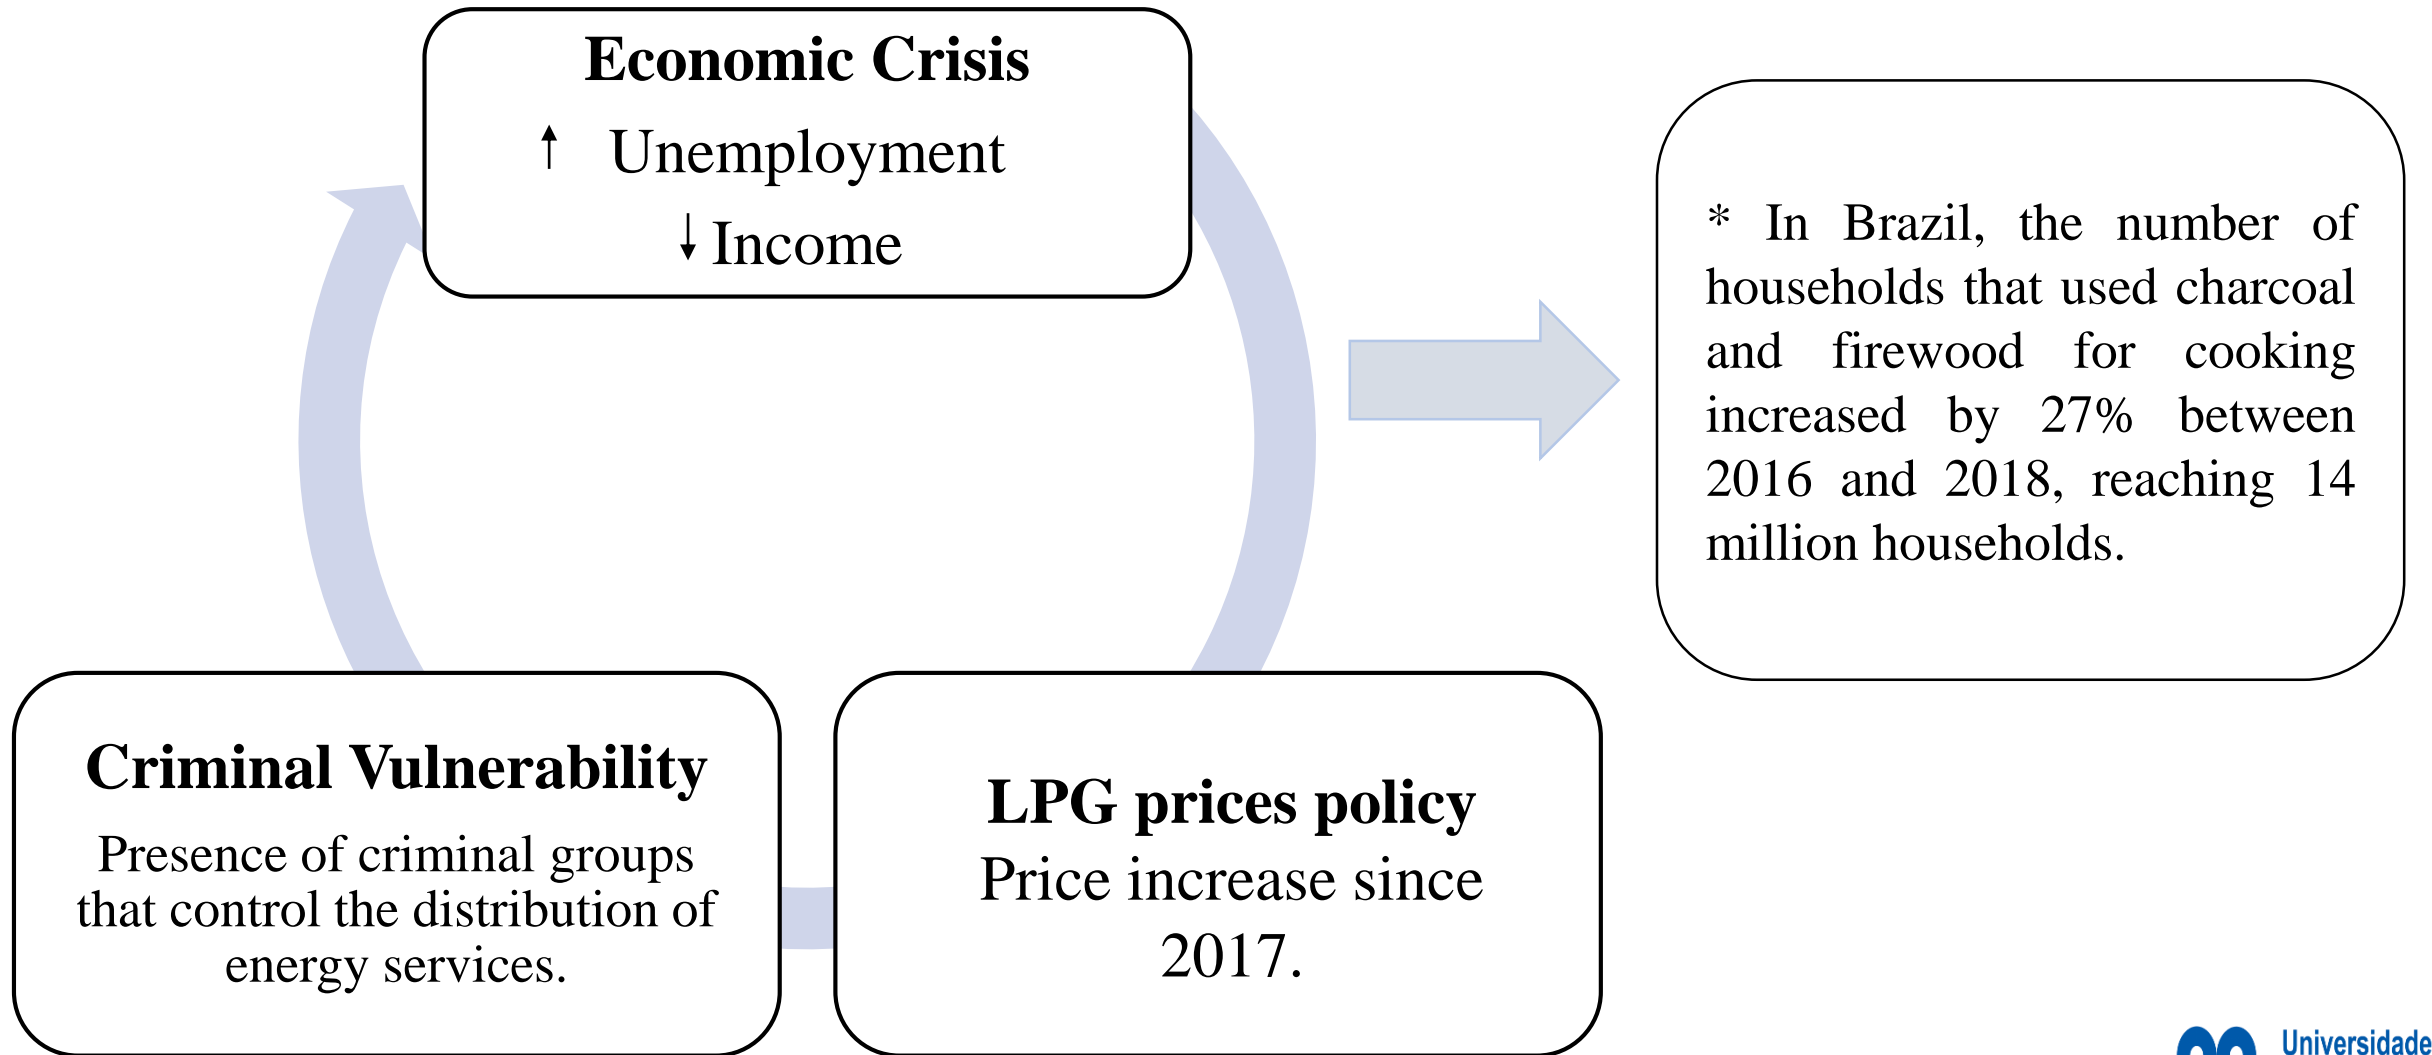 Economic Crisis
↑ Unemployment
↓ Income
* In Brazil, the number of
households that used charcoal
and firewood for cooking
increased by 27% between
2016 and 2018, reaching 14
million households.
Criminal Vulnerability
Presence of criminal groups
that control the distribution of
energy services.
LPG prices policy
Price increase since
2017.
Universidade